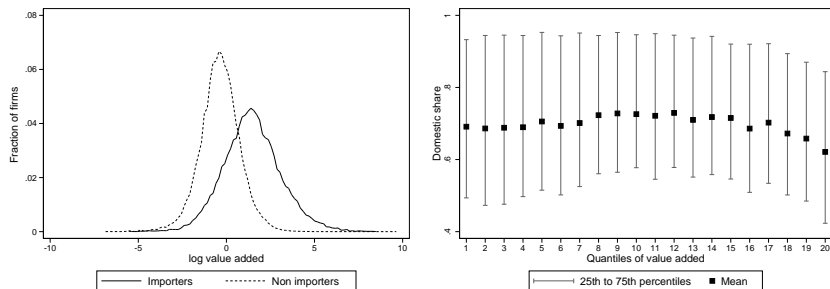 .08
.06
.04
.02
0
Fraction of firms
-10 -5 0 5 10
log value added
Importers Non importers
1
.8
.6
.4
Domestic share
1 2 3 4 5 6 7 8 9 10 11 12 13 14 15 16 17 18 19 20
Quantiles of value added
25th to 75th percentiles Mean